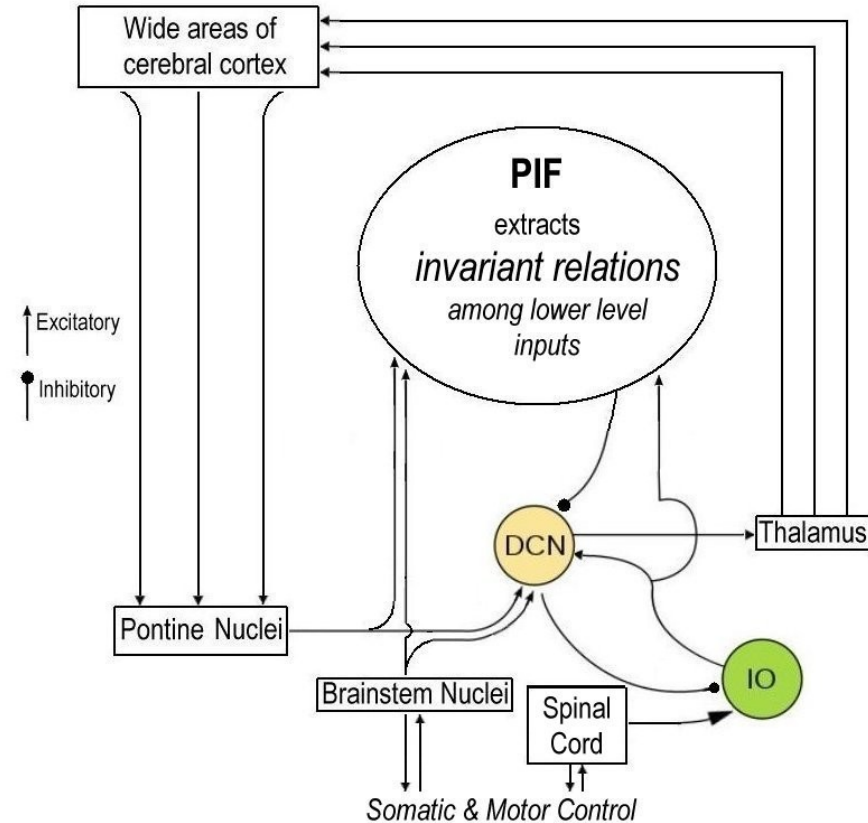 Wide areas of
cerebral cortex
PIF
extracts
invariant relations
among lower level
inputs
Excitatory
Inhibitory
DCN
Thalamus
Pontine Nuclei
IO
Brainstem Nuclei
Spinal
Cord
Somatic & Motor Control